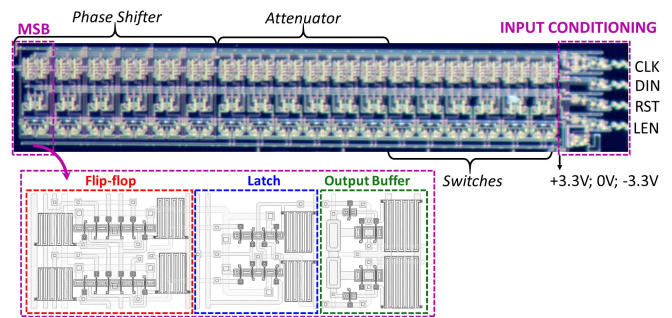 Phase Shifter
Attenuator
MSB
INPUT CONDITIONING
CLK
DIN
RST
LEN
Switches
+3.3V; 0V; -3.3V
Flip-flop
Latch
Output Buffer